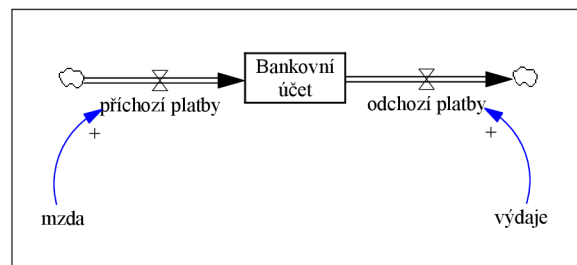 Bankovní
účet
příchozí platby
odchozí platby
+
+
mzda
výdaje